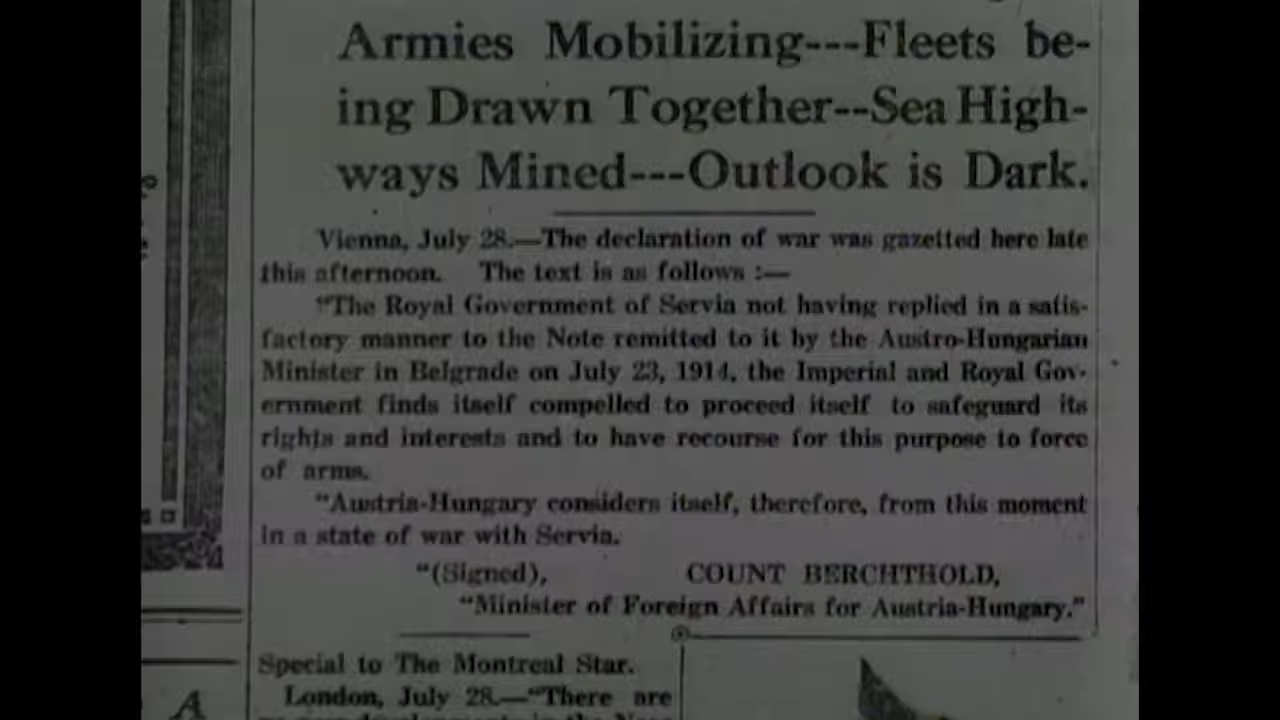 Armies Mobilizing---Fleets be-
ing Drawn Together--Sea High-
ways Mined---Outlook is Dark.
Vienna, July 28.—The declaration of war was gazetted here late
this afternoon. The text is as follows :—
"The Royal Government of Servia not having replied in a satis-
factory manner to the Note remitted to it by the Austro-Hungarian
Minister in Belgrade on July 23, 1914, the Imperial and Royal Gov-
ernment finds itself compelled to proceed itself to safeguard its
rights and interests and to have recourse for this purpose to force
of arms.
"Austria-Hungary considers itself, therefore, from this moment
in a state of war with Servia.
"(Signed), COUNT BERCHTHOLD,
"Minister of Foreign Affairs for Austria-Hungary."
Special to The Montreal Star.
London, July 28.—"There are
A